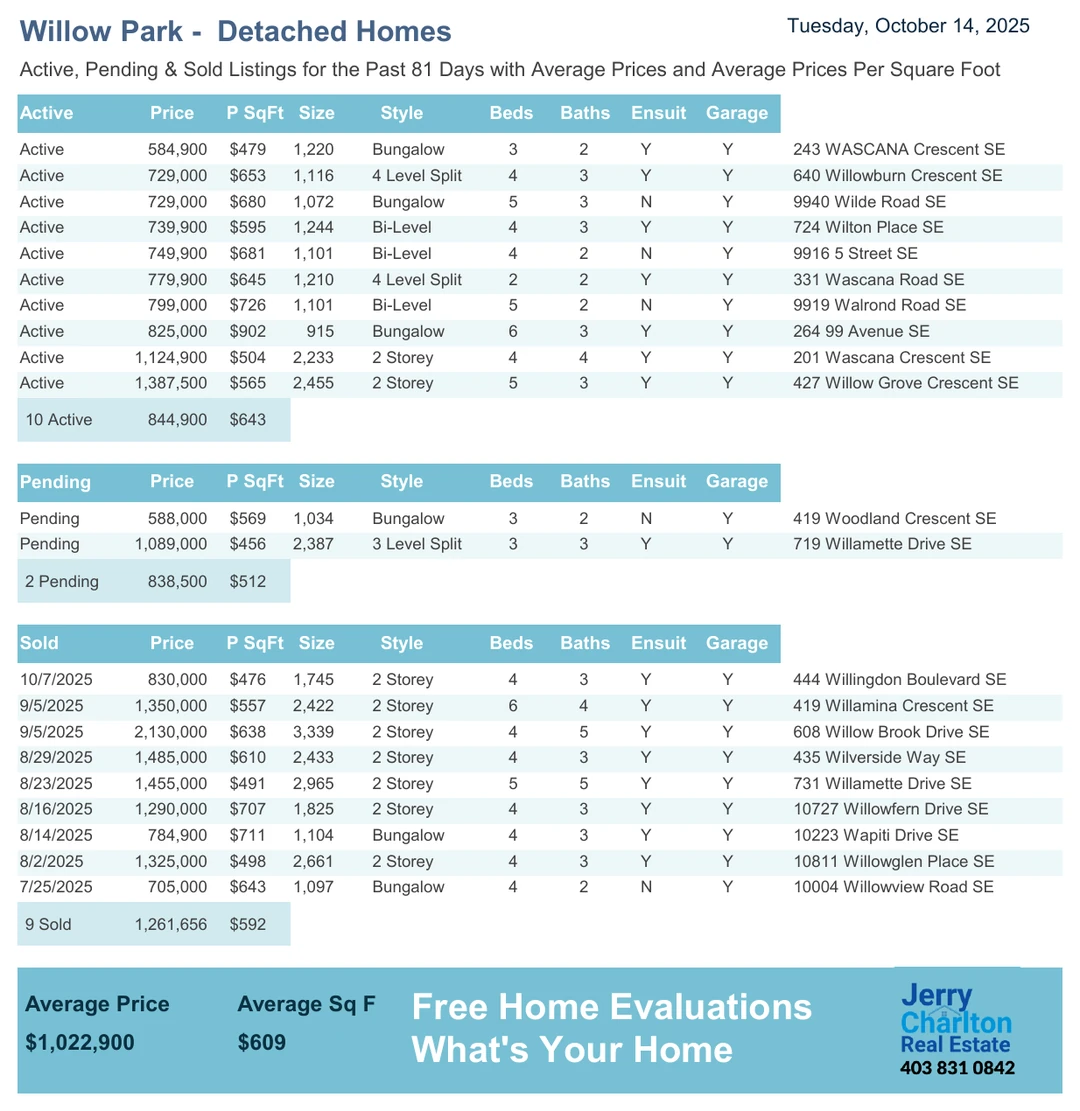 Willow Park - Detached Homes
Tuesday, October 14, 2025
Active, Pending & Sold Listings for the Past 81 Days with Average Prices and Average Prices Per Square Foot
Active Price P SqFt Size Style Beds Baths Ensuit Garage
Active 584,900 $479 1,220 Bungalow 3 2 Y Y 243 WASCANA Crescent SE
Active 729,000 $653 1,116 4 Level Split 4 3 Y Y 640 Willowburn Crescent SE
Active 729,000 $680 1,072 Bungalow 5 3 N Y 9940 Wilde Road SE
Active 739,900 $595 1,244 Bi-Level 4 3 Y Y 724 Wilton Place SE
Active 749,900 $681 1,101 Bi-Level 4 2 N Y 9916 5 Street SE
Active 779,900 $645 1,210 4 Level Split 2 2 Y Y 331 Wascana Road SE
Active 799,000 $726 1,101 Bi-Level 5 2 N Y 9919 Walrond Road SE
Active 825,000 $902 915 Bungalow 6 3 Y Y 264 99 Avenue SE
Active 1,124,900 $504 2,233 2 Storey 4 4 Y Y 201 Wascana Crescent SE
Active 1,387,500 $565 2,455 2 Storey 5 3 Y Y 427 Willow Grove Crescent SE
10 Active 844,900 $643
Pending Price P SqFt Size Style Beds Baths Ensuit Garage
Pending 588,000 $569 1,034 Bungalow 3 2 N Y 419 Woodland Crescent SE
Pending 1,089,000 $456 2,387 3 Level Split 3 3 Y Y 719 Willamette Drive SE
2 Pending 838,500 $512
Sold Price P SqFt Size Style Beds Baths Ensuit Garage
10/7/2025 830,000 $476 1,745 2 Storey 4 3 Y Y 444 Willingdon Boulevard SE
9/5/2025 1,350,000 $557 2,422 2 Storey 6 4 Y Y 419 Willamina Crescent SE
9/5/2025 2,130,000 $638 3,339 2 Storey 4 5 Y Y 608 Willow Brook Drive SE
8/29/2025 1,485,000 $610 2,433 2 Storey 4 3 Y Y 435 Wilverside Way SE
8/23/2025 1,455,000 $491 2,965 2 Storey 5 5 Y Y 731 Willamette Drive SE
8/16/2025 1,290,000 $707 1,825 2 Storey 4 3 Y Y 10727 Willowfern Drive SE
8/14/2025 784,900 $711 1,104 Bungalow 4 3 Y Y 10223 Wapiti Drive SE
8/2/2025 1,325,000 $498 2,661 2 Storey 4 3 Y Y 10811 Willowglen Place SE
7/25/2025 705,000 $643 1,097 Bungalow 4 2 N Y 10004 Willowview Road SE
9 Sold 1,261,656 $592
Average Price Average Sq F
$1,022,900 $609
Free Home Evaluations
What's Your Home
Jerry
Charlton
Real Estate
403 831 0842